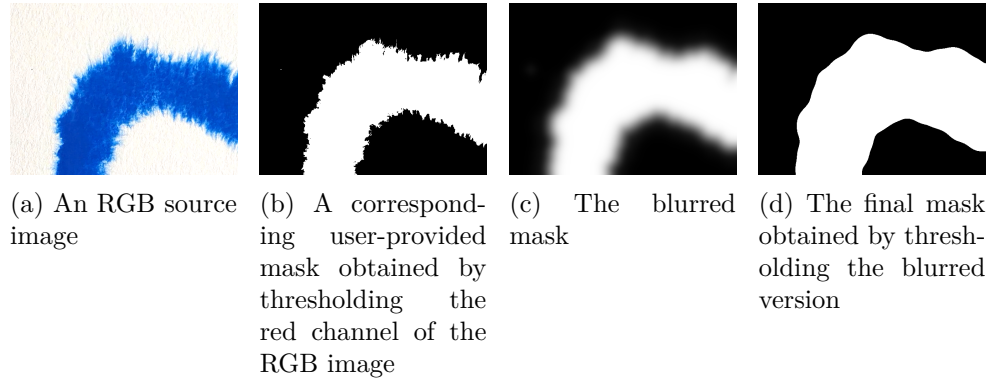 (a) An RGB source
image
(b) A correspond-
ing user-provided
mask obtained by
thresholding the
red channel of the
RGB image
(c) The blurred
mask
(d) The final mask
obtained by thresh-
olding the blurred
version